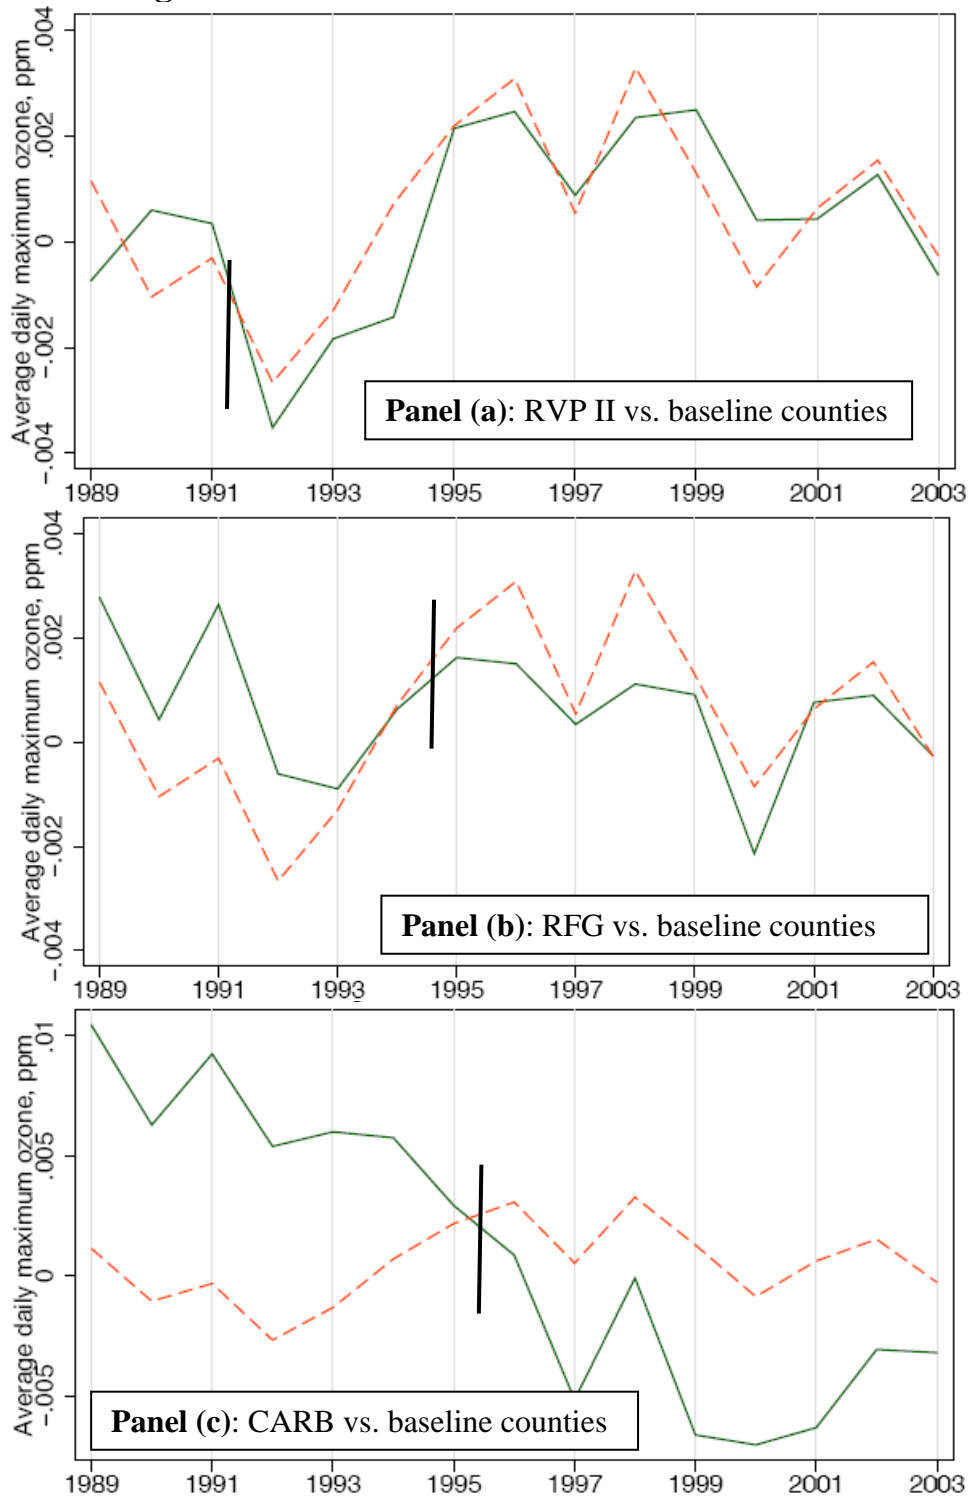 Average daily maximum ozone, ppm
.004
.002
0
-.002
-.004
Panel (a): RVP II vs. baseline counties
1989 1991 1993 1995 1997 1999 2001 2003
Average daily maximum ozone, ppm
.004
.002
0
-.002
-.004
Panel (b): RFG vs. baseline counties
1989 1991 1993 1995 1997 1999 2001 2003
Average daily maximum ozone, ppm
.01
.005
0
-.005
Panel (c): CARB vs. baseline counties
1989 1991 1993 1995 1997 1999 2001 2003